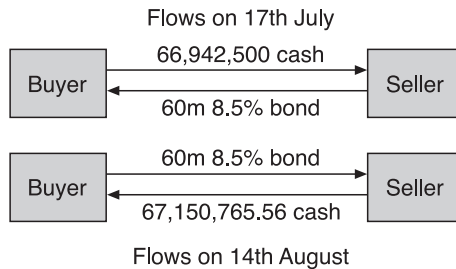 Flows on 17th July
66,942,500 cash
Buyer
Seller
60m 8.5% bond
60m 8.5% bond
Buyer
Seller
67,150,765.56 cash
Flows on 14th August